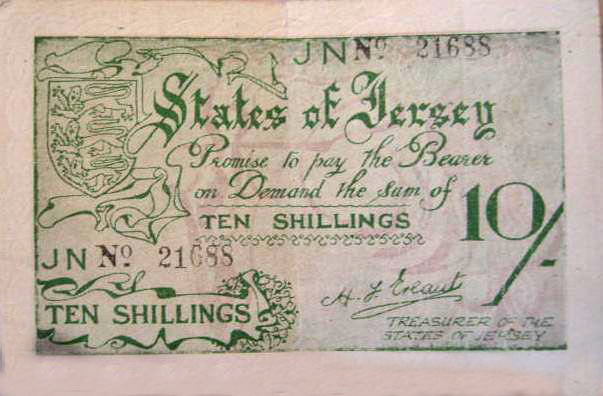 JN Nº 21688
States of Jersey
Promise to pay the Bearer
on Demand the sum of
TEN SHILLINGS
10/-
JN Nº 21688
TEN SHILLINGS
TREASURER OF THE
STATES OF JERSEY